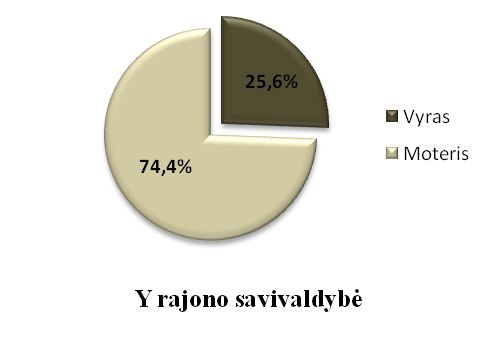 25,6%
Vyras
Moteris
74,4%
Y rajono savivaldybė